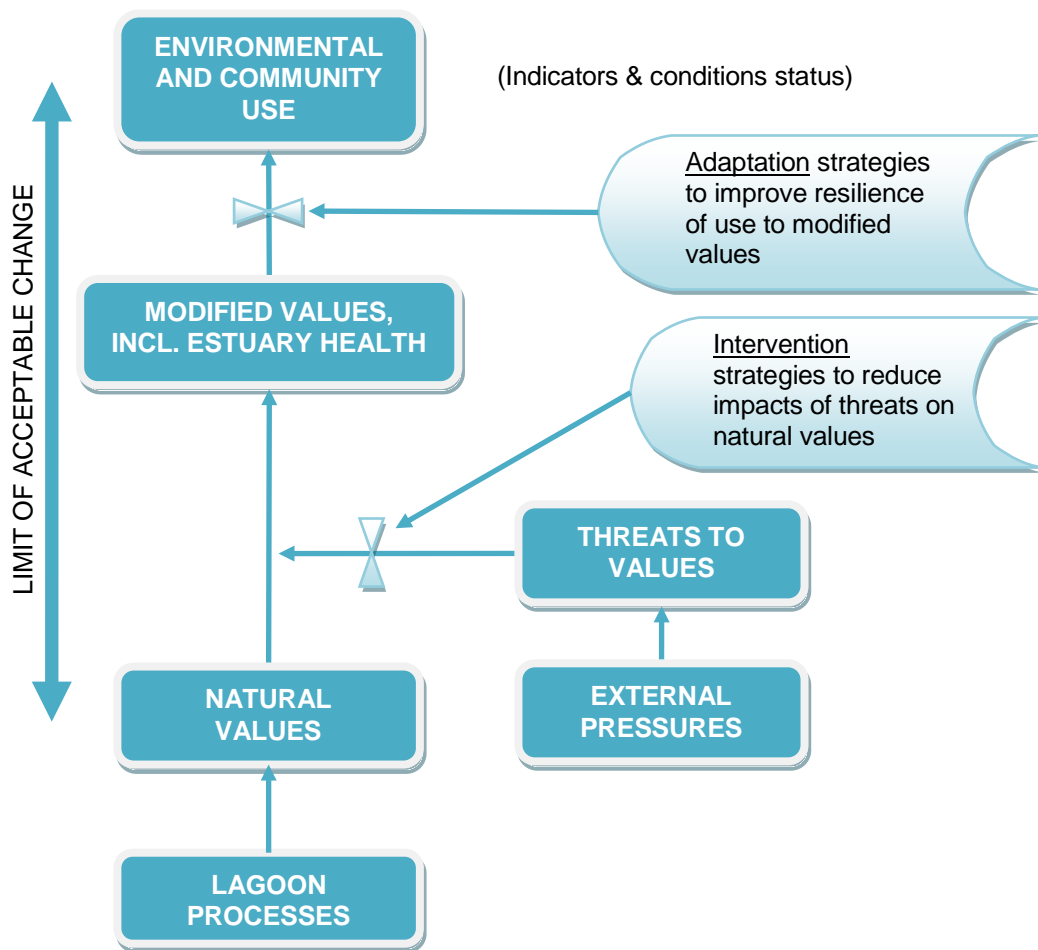 ENVIRONMENTAL
AND COMMUNITY
USE
(Indicators & conditions status)
Adaptation strategies
to improve resilience
of use to modified
values
LIMIT OF ACCEPTABLE CHANGE
MODIFIED VALUES,
INCL. ESTUARY HEALTH
Intervention
strategies to reduce
impacts of threats on
natural values
THREATS TO
VALUES
NATURAL
VALUES
EXTERNAL
PRESSURES
LAGOON
PROCESSES